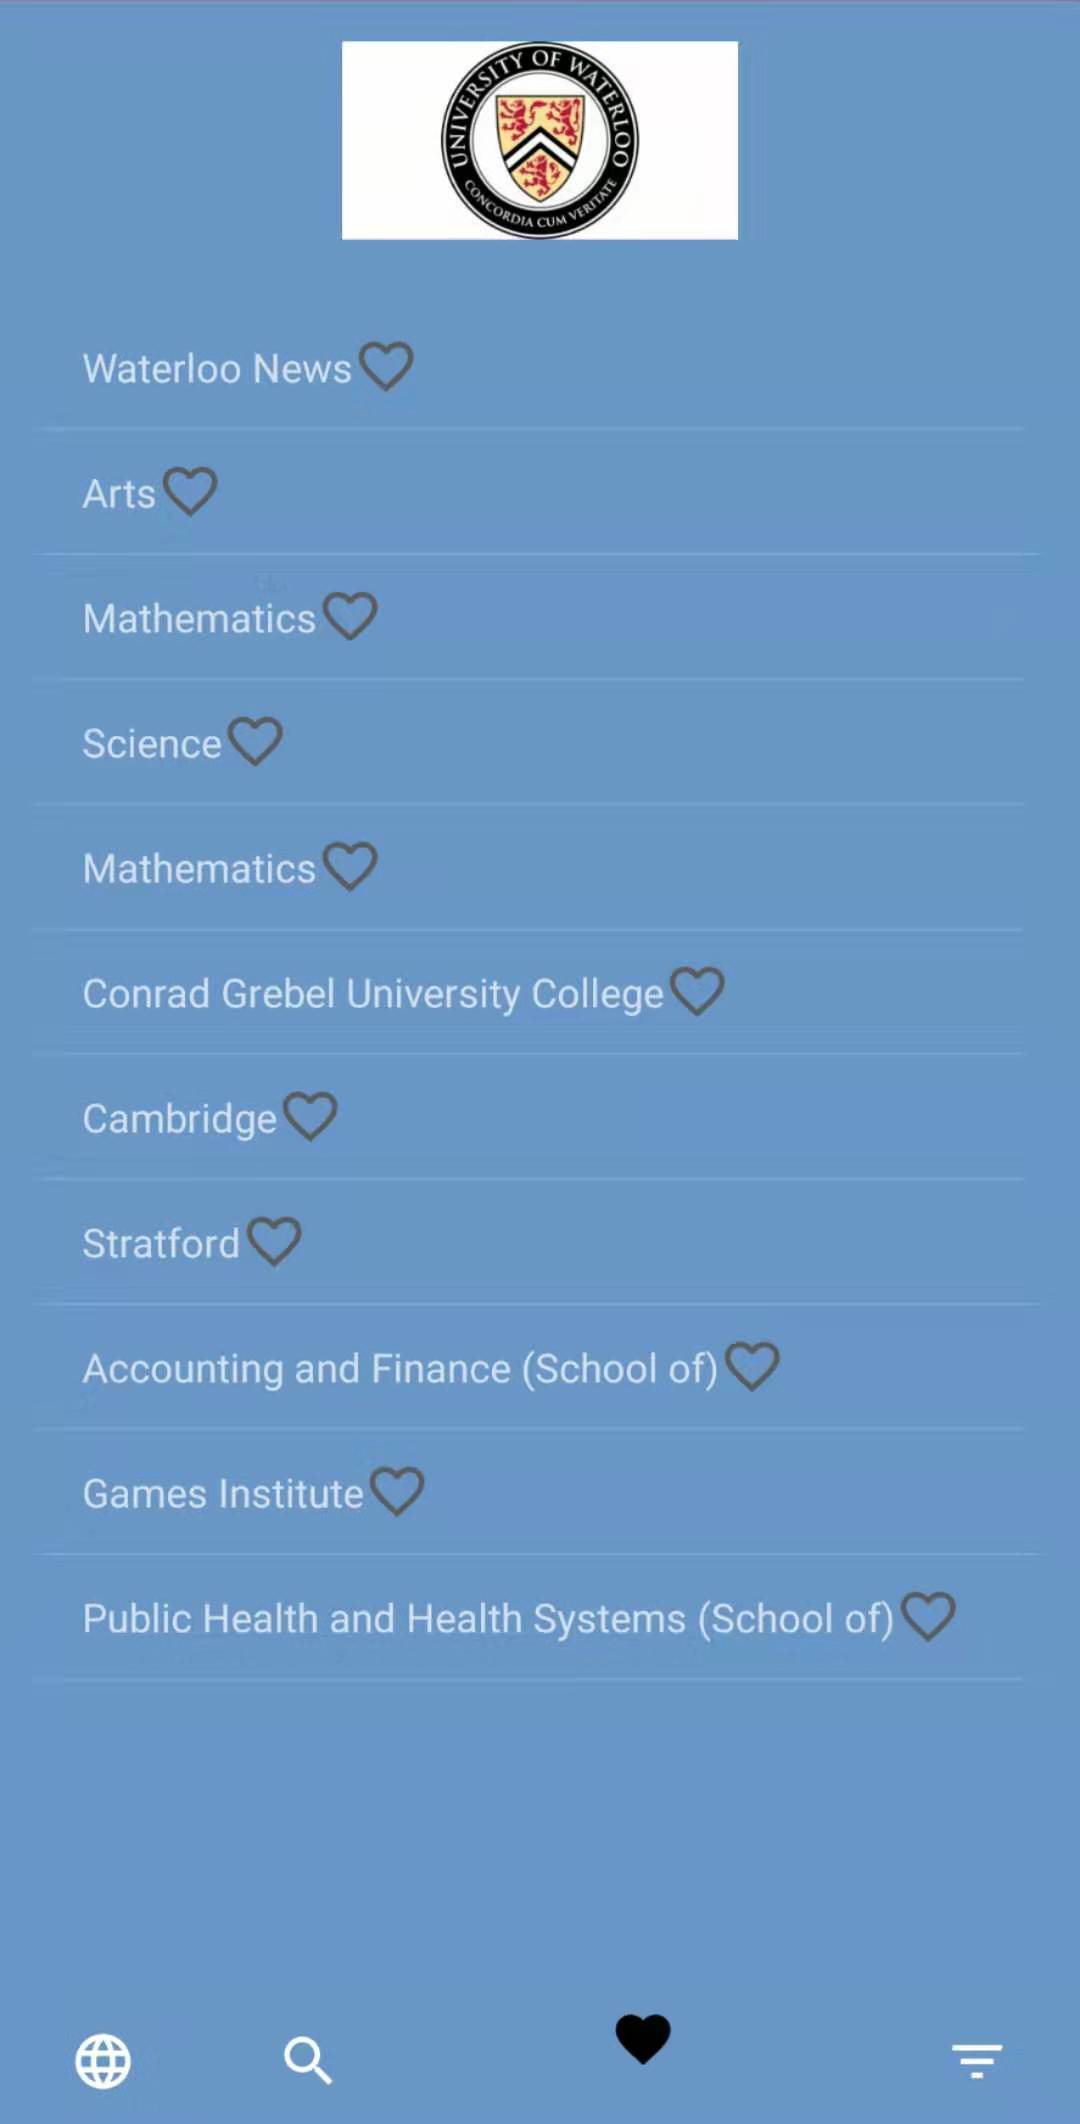 UNIVERSITY OF WATERLOO
CONCORDIA CUM VERITATE
Waterloo News
Arts
Mathematics
Science
Mathematics
Conrad Grebel University College
Cambridge
Stratford
Accounting and Finance (School of)
Games Institute
Public Health and Health Systems (School of)